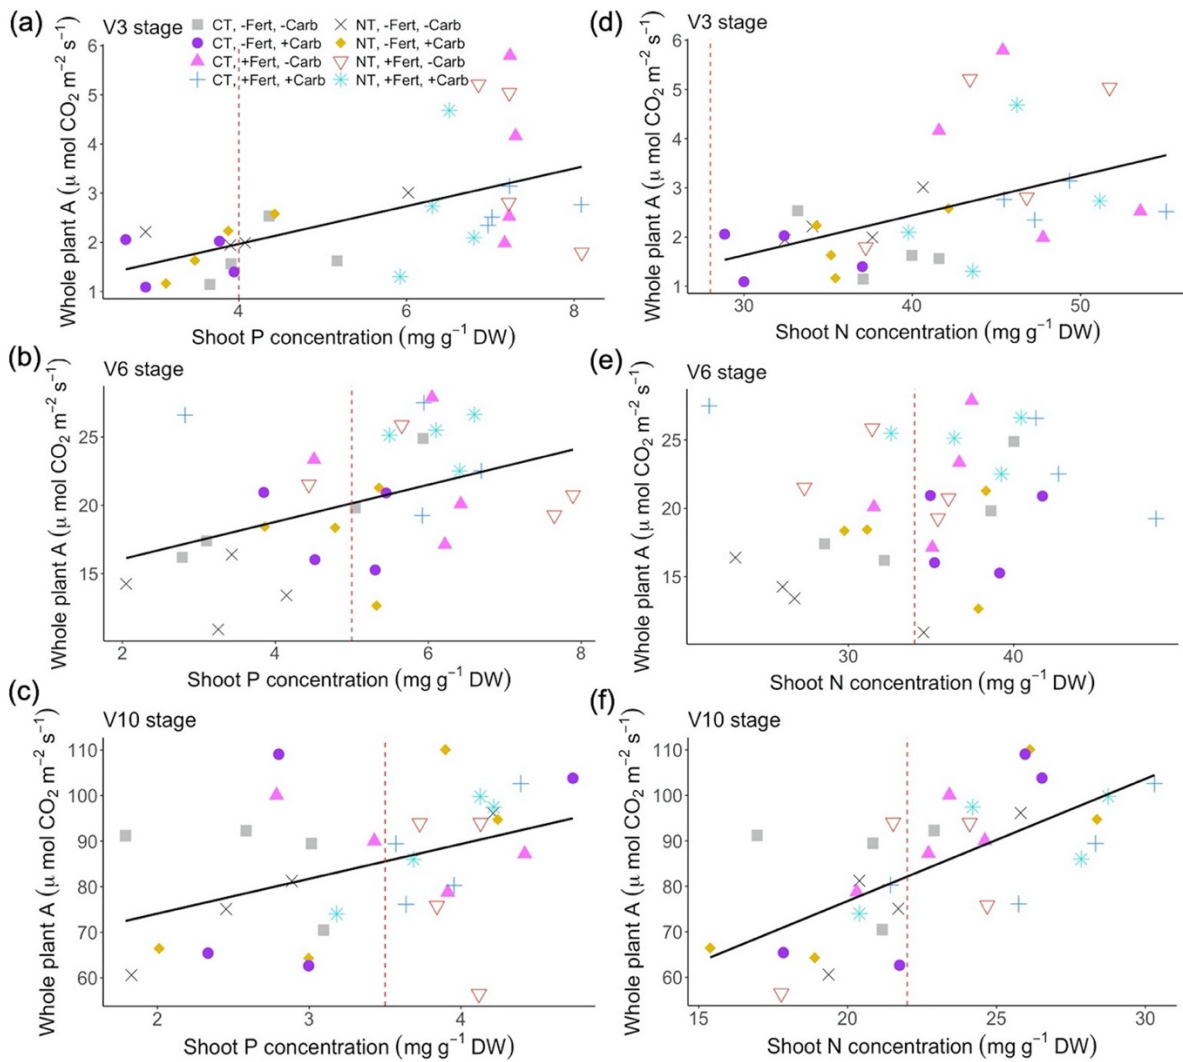 (a)
V3 stage
CT, -Fert, -Carb
NT, -Fert, -Carb
CT, -Fert, +Carb
NT, -Fert, +Carb
CT, +Fert, -Carb
NT, +Fert, -Carb
CT, +Fert, +Carb
NT, +Fert, +Carb
Whole plant A (μ mol CO₂ m⁻² s⁻¹)
6
5
4
3
2
1
4
6
8
Shoot P concentration (mg g⁻¹ DW)
(d)
V3 stage
Whole plant A (μ mol CO₂ m⁻² s⁻¹)
6
5
4
3
2
1
30
40
50
Shoot N concentration (mg g⁻¹ DW)
(b)
V6 stage
Whole plant A (μ mol CO₂ m⁻² s⁻¹)
25
20
15
2
4
6
8
Shoot P concentration (mg g⁻¹ DW)
(e)
V6 stage
Whole plant A (μ mol CO₂ m⁻² s⁻¹)
25
20
15
30
40
Shoot N concentration (mg g⁻¹ DW)
(c)
V10 stage
Whole plant A (μ mol CO₂ m⁻² s⁻¹)
110
100
90
80
70
60
2
3
4
Shoot P concentration (mg g⁻¹ DW)
(f)
V10 stage
Whole plant A (μ mol CO₂ m⁻² s⁻¹)
110
100
90
80
70
60
15
20
25
30
Shoot N concentration (mg g⁻¹ DW)